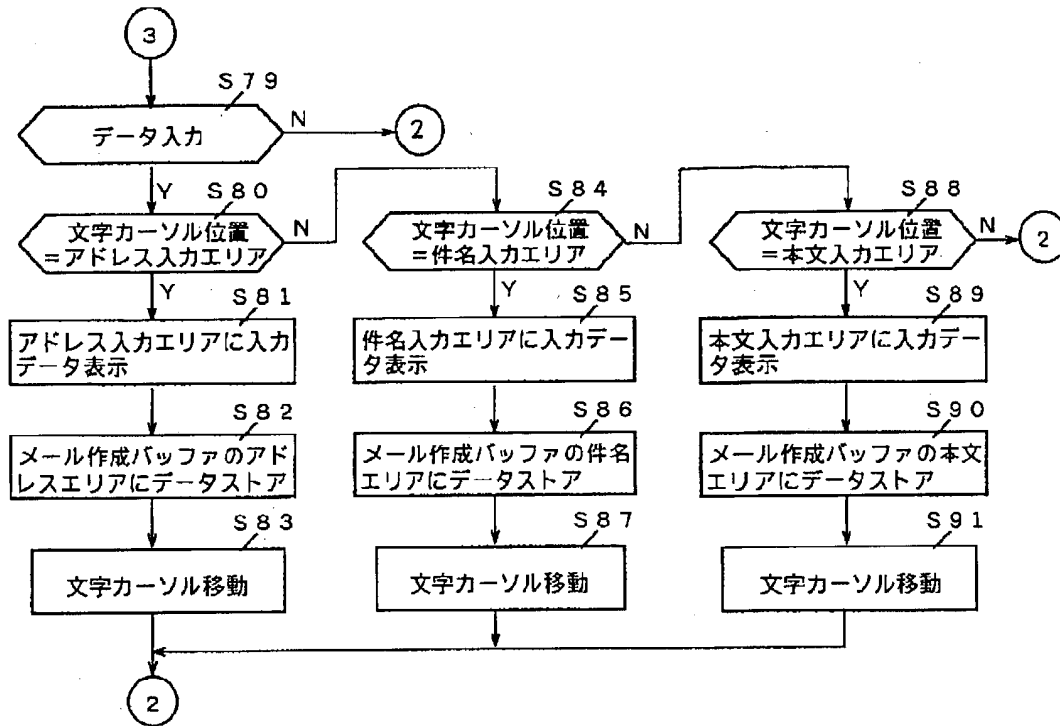 3
S79
データ入力
N
2
Y
S80
文字カーソル位置
=アドレス入力エリア
N
S84
文字カーソル位置
=件名入力エリア
N
S88
文字カーソル位置
=本文入力エリア
N
2
Y
S81
アドレス入力エリアに入力
データ表示
Y
S85
件名入力エリアに入力デー
タ表示
Y
S89
本文入力エリアに入力デー
タ表示
S82
メール作成バッファのアド
レスエリアにデータストア
S86
メール作成バッファの件名
エリアにデータストア
S90
メール作成バッファの本文
エリアにデータストア
S83
文字カーソル移動
S87
文字カーソル移動
S91
文字カーソル移動
2